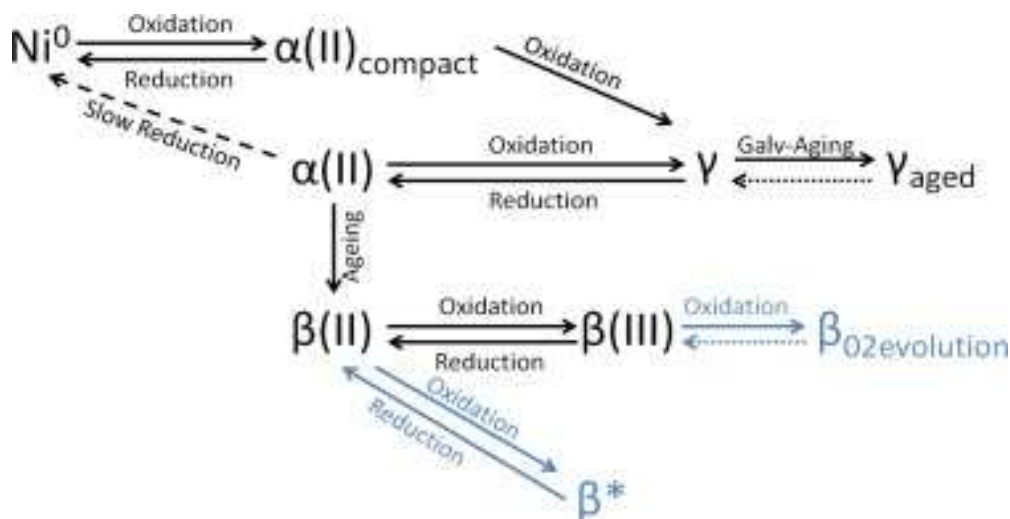 Oxidation
Ni⁰ α(II)compact
Reduction
Oxidation
Slow Reduction
α(II) Oxidation γ Galv-Aging γaged
Reduction
Ageing
β(II) Oxidation β(III) Oxidation β02evolution
Reduction
Oxidation
Reduction
β*